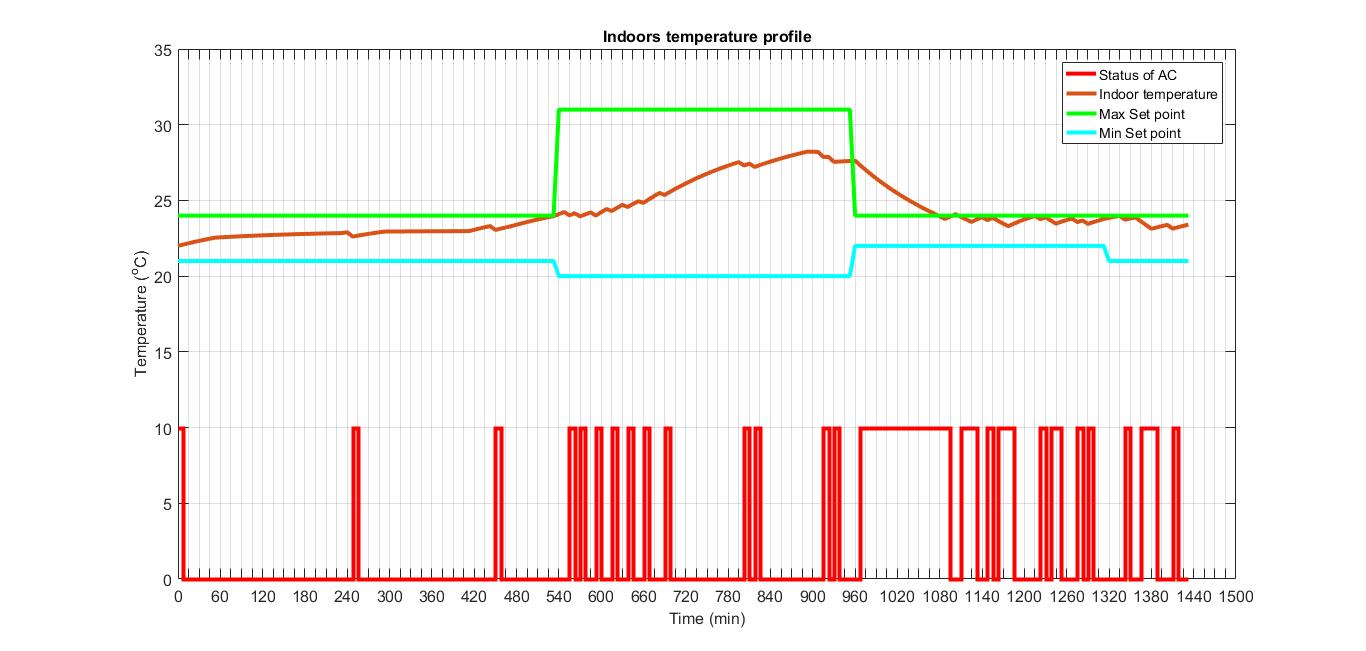 Indoors temperature profile
Status of AC
Indoor temperature
Max Set point
Min Set point
35
30
25
20
15
10
5
0
Temperature (°C)
0 60 120 180 240 300 360 420 480 540 600 660 720 780 840 900 960 1020 1080 1140 1200 1260 1320 1380 1440 1500
Time (min)